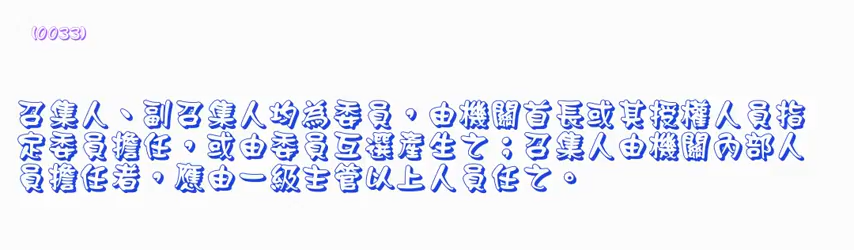 (0033)
召集人、副召集人均為委員，由機關首長或其授權人員指
定委員擔任，或由委員互選產生之；召集人由機關內部人
員擔任者，應由一級主管以上人員任之。